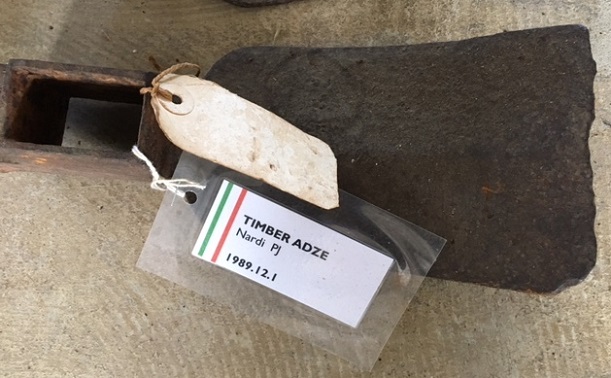 TIMBER ADZE
Nardi PJ
1989.12.1